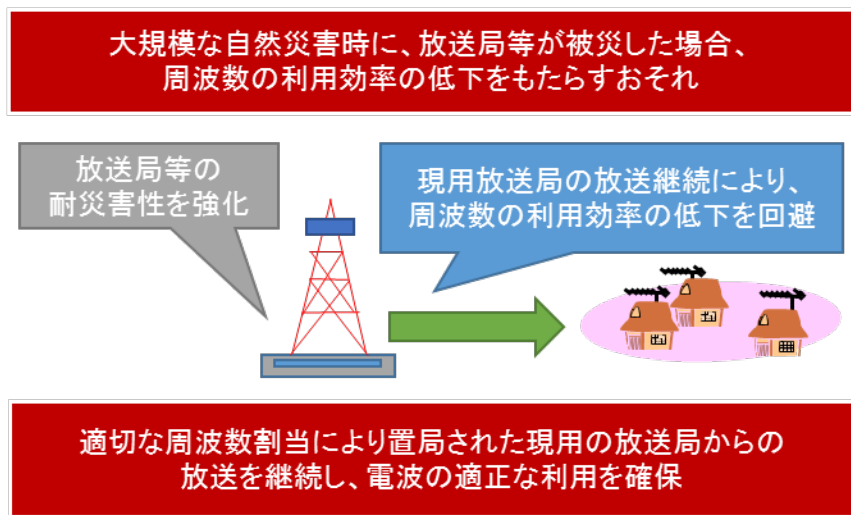 大規模な自然災害時に、放送局等が被災した場合、
周波数の利用効率の低下をもたらすおそれ
放送局等の
耐災害性を強化
現用放送局の放送継続により、
周波数の利用効率の低下を回避
適切な周波数割当により置局された現用の放送局からの
放送を継続し、電波の適正な利用を確保